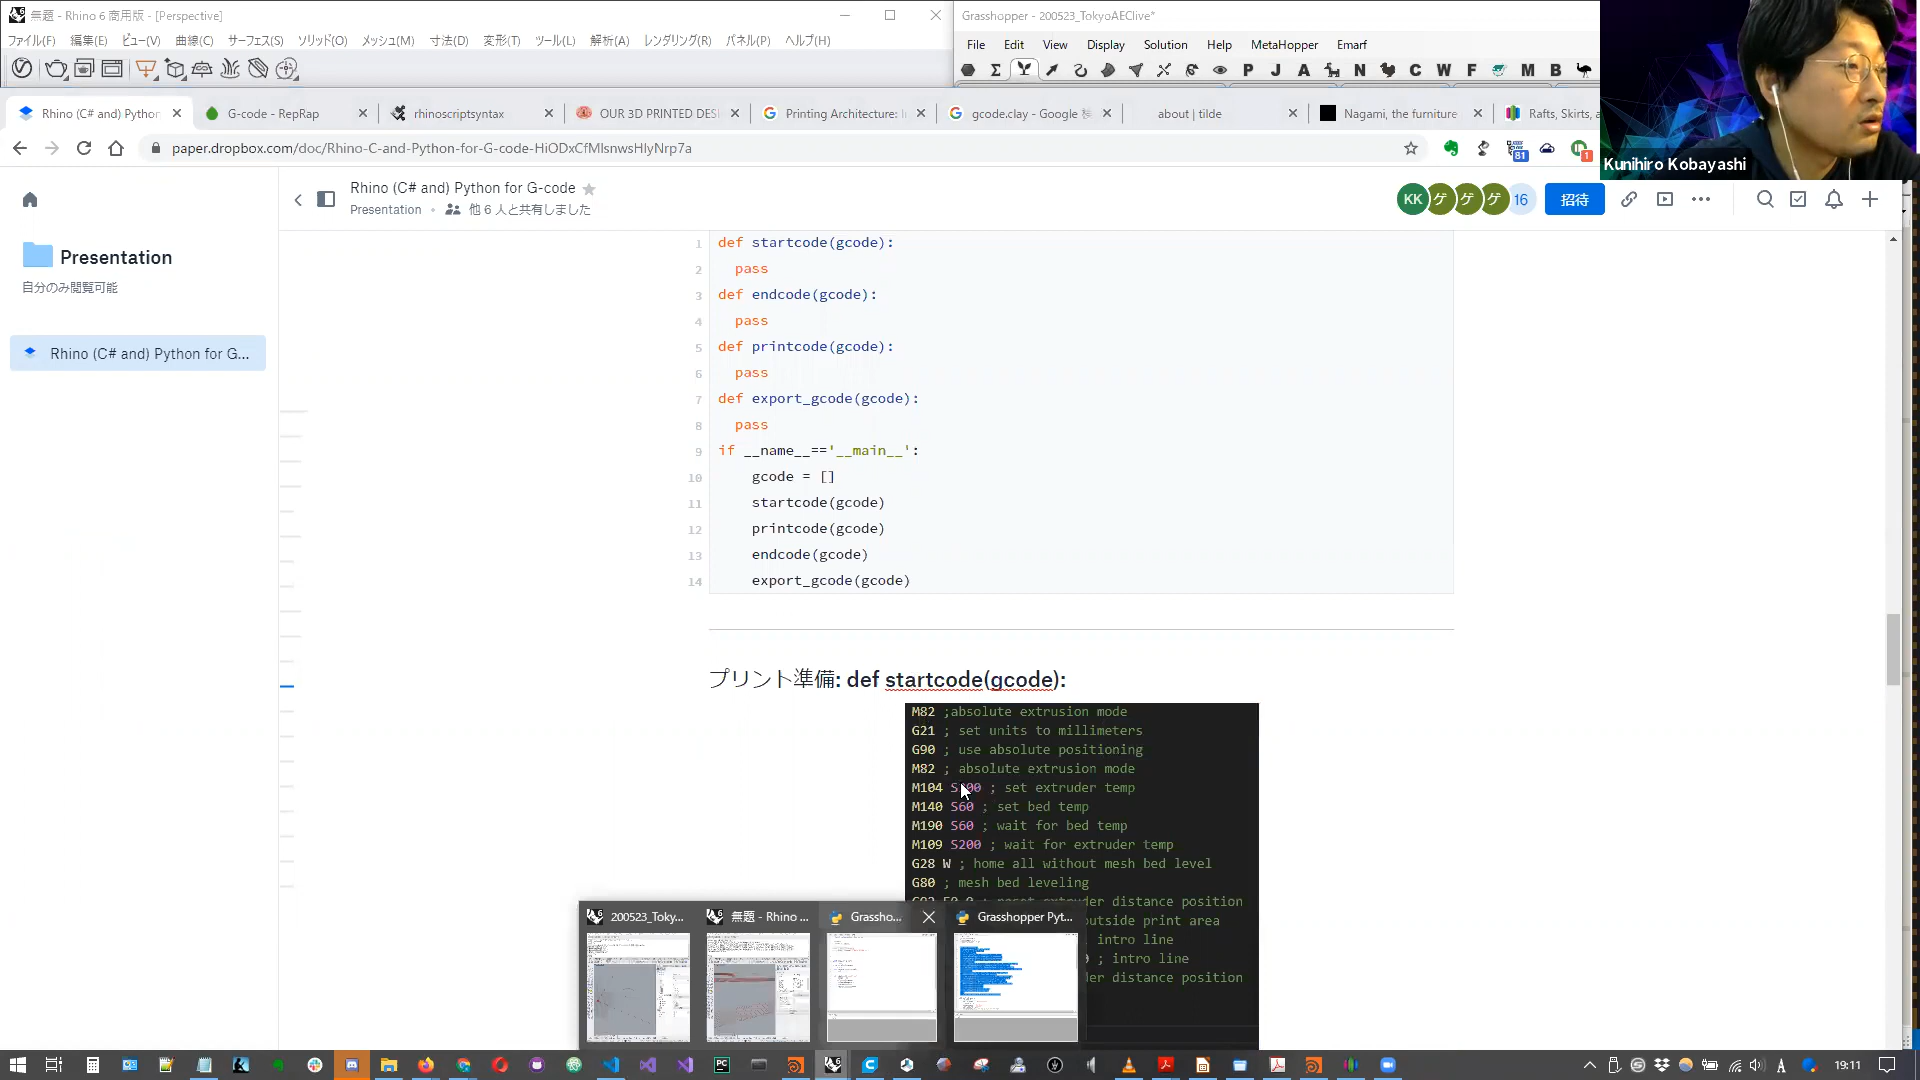 無題 - Rhino 6 商用版 - [Perspective]
ファイル(F) 編集(E) ビュー(V) 曲線(C) サーフェス(S) ソリッド(O) メッシュ(M) 寸法(D) 変形(T) ツール(L) 解析(A) レンダリング(R) パネル(P) ヘルプ(H)
Grasshopper - 200523_TokyoAEClive*
File Edit View Display Solution Help MetaHopper Emarf
P J A N C W F M B
Kunihiro Kobayashi
Rhino (C# and) Python
G-code - RepRap
rhinoscriptsyntax
OUR 3D PRINTED DES
Printing Architecture: I
gcode.clay - Google
about | tilde
Nagami, the furniture
Rafts, Skirts, a
paper.dropbox.com/doc/Rhino-C-and-Python-for-G-code-HiODxCfMlsnwsHlyNrp7a
81
1
Rhino (C# and) Python for G-code
Presentation • 他 6 人と共有しました
KK ゲ ゲ ゲ 16 招待
Presentation
自分のみ閲覧可能
Rhino (C# and) Python for G...
1 def startcode(gcode):
2 pass
3 def endcode(gcode):
4 pass
5 def printcode(gcode):
6 pass
7 def export_gcode(gcode):
8 pass
9 if __name__=='__main__':
10 gcode = []
11 startcode(gcode)
12 printcode(gcode)
13 endcode(gcode)
14 export_gcode(gcode)
プリント準備: def startcode(gcode):
M82 ;absolute extrusion mode
G21 ; set units to millimeters
G90 ; use absolute positioning
M82 ; absolute extrusion mode
M104 S200 ; set extruder temp
M140 S60 ; set bed temp
M190 S60 ; wait for bed temp
M109 S200 ; wait for extruder temp
G28 W ; home all without mesh bed level
G80 ; mesh bed leveling
distance position
outside print area
intro line
; intro line
distance position
200523_Toky...
無題 - Rhino ...
Grassho...
Grasshopper Pyt...
19:11